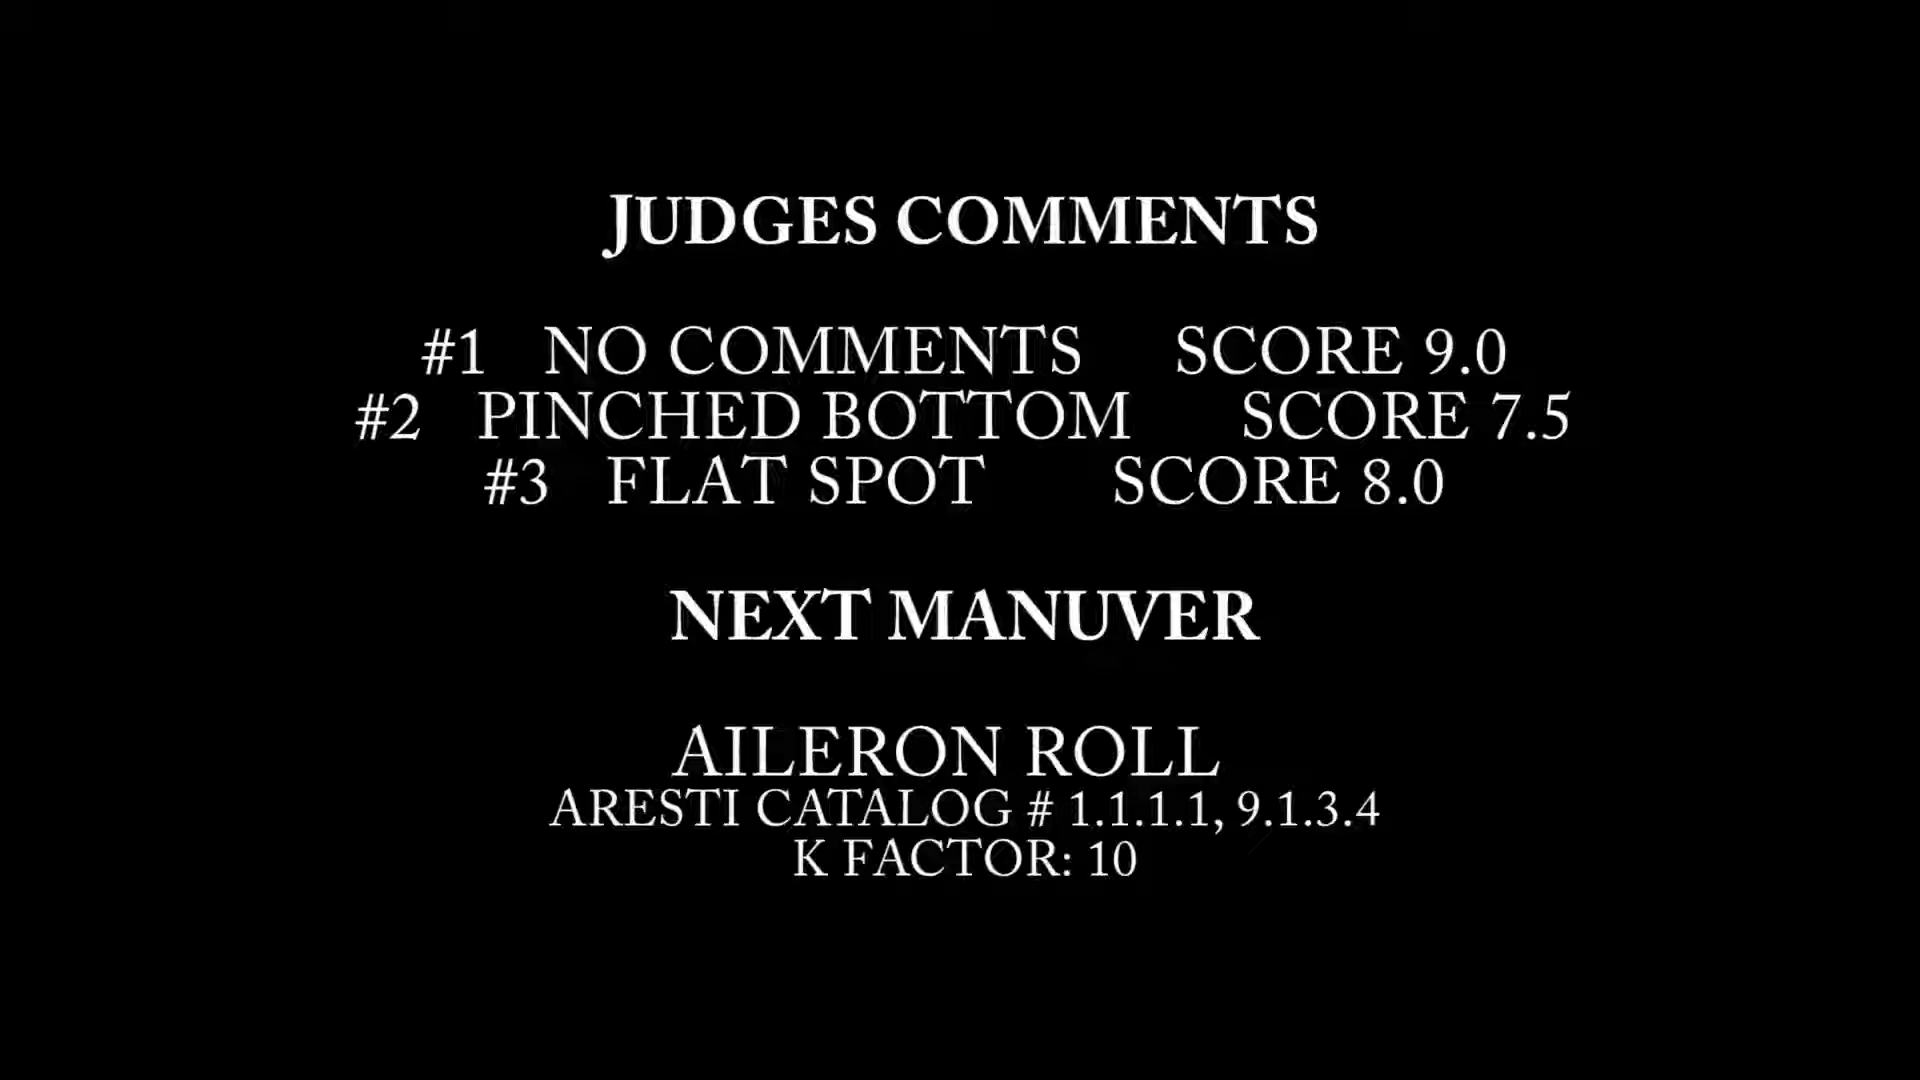 JUDGES COMMENTS
#1 NO COMMENTS SCORE 9.0
#2 PINCHED BOTTOM SCORE 7.5
#3 FLAT SPOT SCORE 8.0
NEXT MANUVER
AILERON ROLL
ARESTI CATALOG # 1.1.1.1, 9.1.3.4
K FACTOR: 10